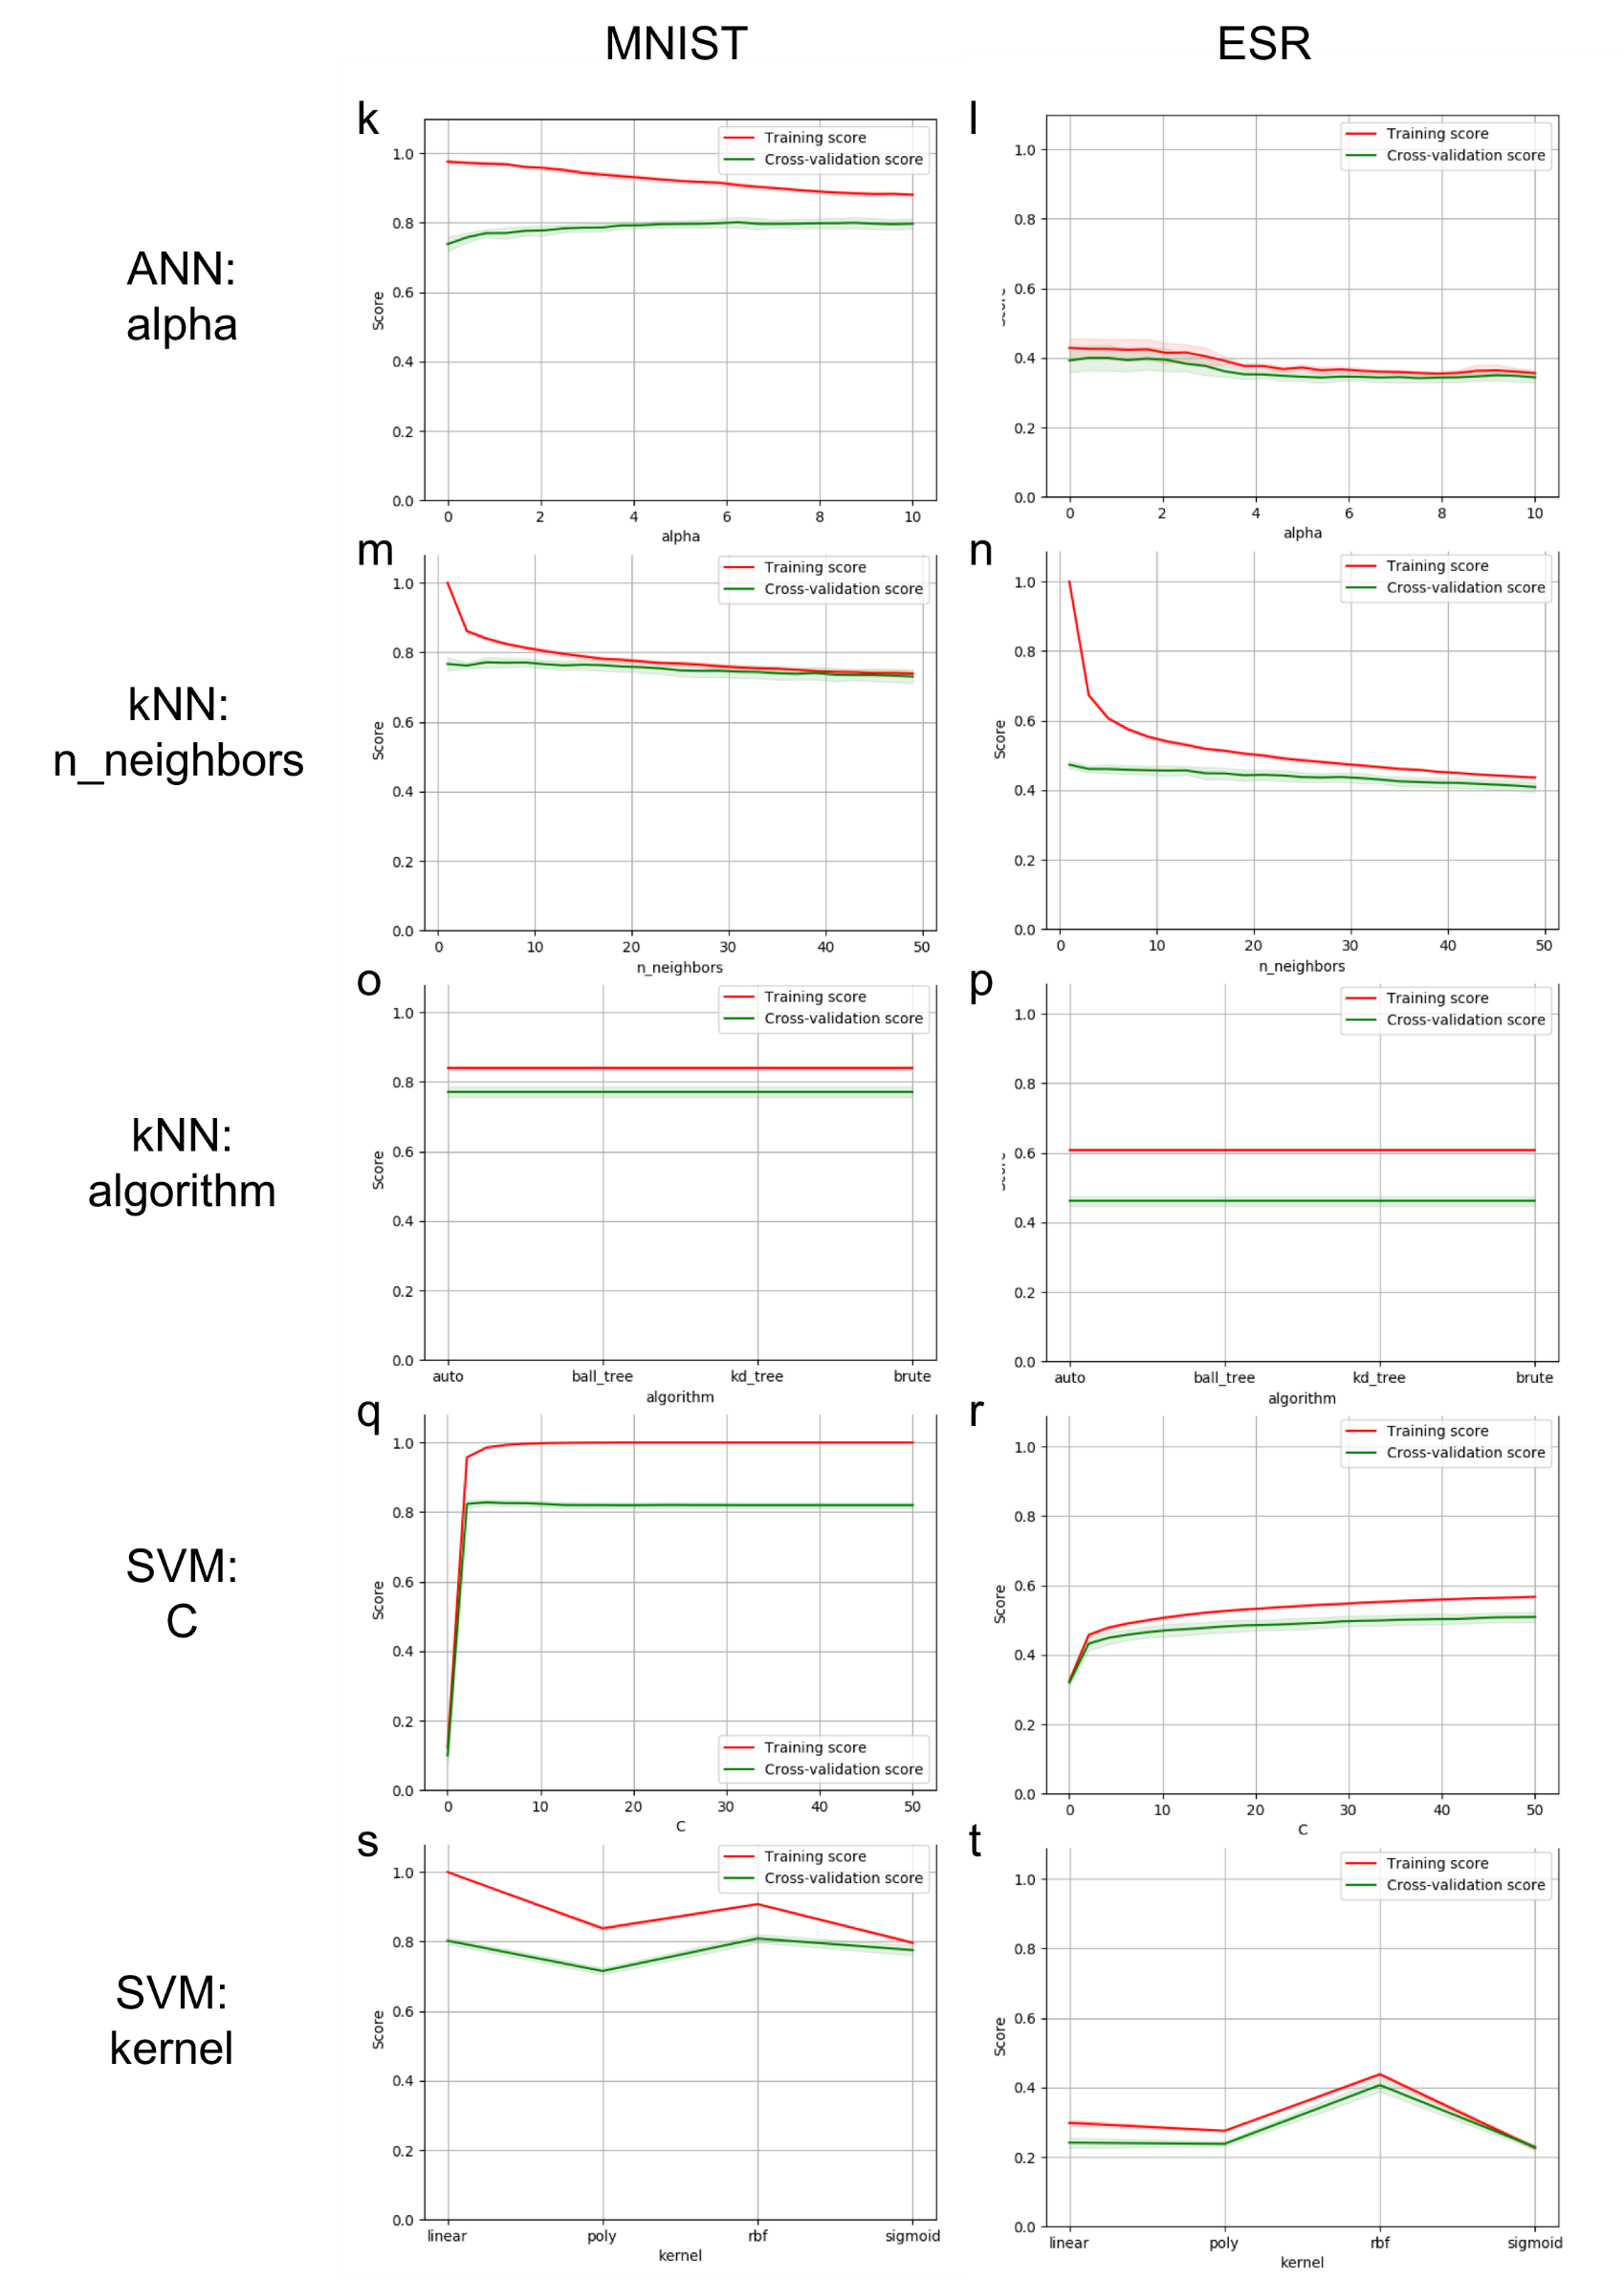 MNIST ESR
ANN:
alpha
k
Training score
Cross-validation score
1.0
0.8
0.6
0.4
0.2
0.0
Score
0 2 4 6 8 10
alpha
l
Training score
Cross-validation score
1.0
0.8
0.6
0.4
0.2
0.0
0 2 4 6 8 10
alpha
kNN:
n_neighbors
m
Training score
Cross-validation score
1.0
0.8
0.6
0.4
0.2
0.0
Score
0 10 20 30 40 50
n_neighbors
n
Training score
Cross-validation score
1.0
0.8
0.6
0.4
0.2
0.0
Score
0 10 20 30 40 50
n_neighbors
kNN:
algorithm
o
Training score
Cross-validation score
1.0
0.8
0.6
0.4
0.2
0.0
Score
auto ball_tree kd_tree brute
algorithm
p
Training score
Cross-validation score
1.0
0.8
0.6
0.4
0.2
0.0
auto ball_tree kd_tree brute
algorithm
SVM:
C
q
1.0
0.8
0.6
0.4
0.2
0.0
Score
Training score
Cross-validation score
0 10 20 30 40 50
C
r
Training score
Cross-validation score
1.0
0.8
0.6
0.4
0.2
0.0
Score
0 10 20 30 40 50
C
SVM:
kernel
s
Training score
Cross-validation score
1.0
0.8
0.6
0.4
0.2
0.0
Score
linear poly rbf sigmoid
kernel
t
Training score
Cross-validation score
1.0
0.8
0.6
0.4
0.2
0.0
Score
linear poly rbf sigmoid
kernel